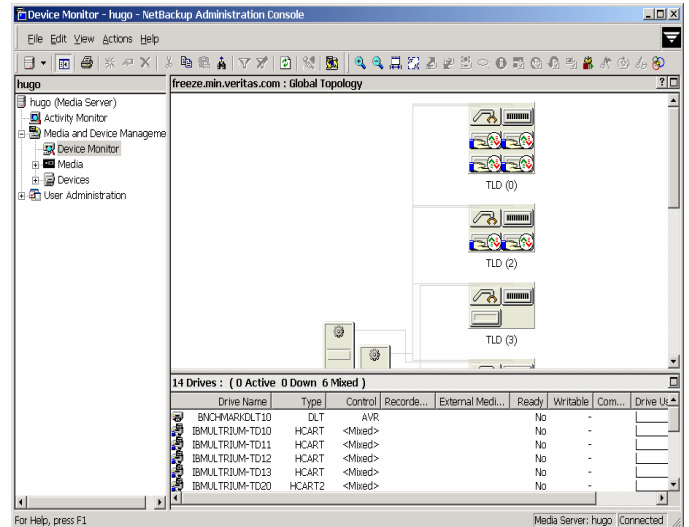 Device Monitor - hugo - NetBackup Administration Console
File Edit View Actions Help
hugo
freeze.min.veritas.com : Global Topology
hugo (Media Server)
Activity Monitor
Media and Device Manageme
Device Monitor
Media
Devices
User Administration
TLD (0)
TLD (2)
TLD (3)
14 Drives : ( 0 Active 0 Down 6 Mixed )
Drive Name Type Control Recorde... External Medi... Ready Writable Com... Drive Us
BNCHMARKDLT10 DLT AVR No -
IBMULTRIUM-TD10 HCART <Mixed> No -
IBMULTRIUM-TD11 HCART <Mixed> No -
IBMULTRIUM-TD12 HCART <Mixed> No -
IBMULTRIUM-TD13 HCART <Mixed> No -
IBMULTRIUM-TD20 HCART2 <Mixed> No -
For Help, press F1
Media Server: hugo Connected